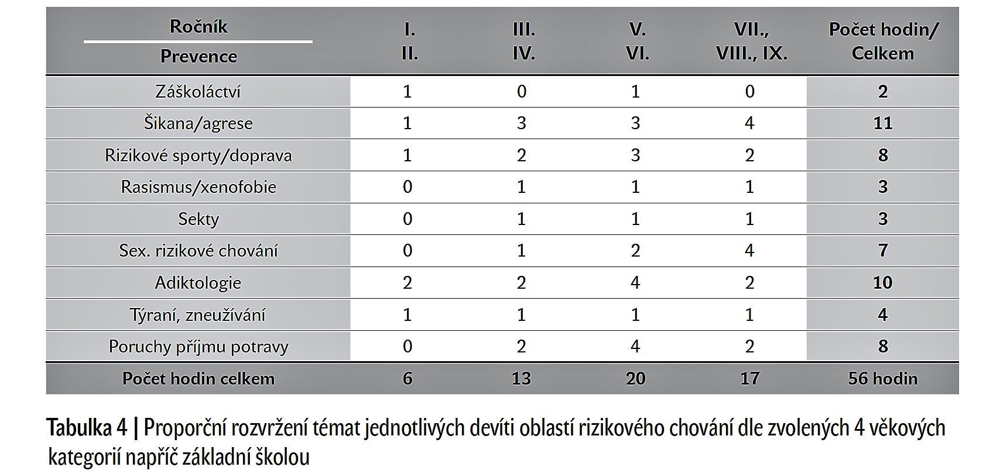 Ročník I. III. V. VII., Počet hodin/
Prevence II. IV. VI. VIII., IX. Celkem
Záškoláctví 1 0 1 0 2
Šikana/agrese 1 3 3 4 11
Rizikové sporty/doprava 1 2 3 2 8
Rasismus/xenofobie 0 1 1 1 3
Sekty 0 1 1 1 3
Sex. rizikové chování 0 1 2 4 7
Adiktologie 2 2 4 2 10
Týraní, zneužívání 1 1 1 1 4
Poruchy příjmu potravy 0 2 4 2 8
Počet hodin celkem 6 13 20 17 56 hodin
Tabulka 4 | Proporční rozvržení témat jednotlivých devíti oblastí rizikového chování dle zvolených 4 věkových
kategorií napříč základní školou